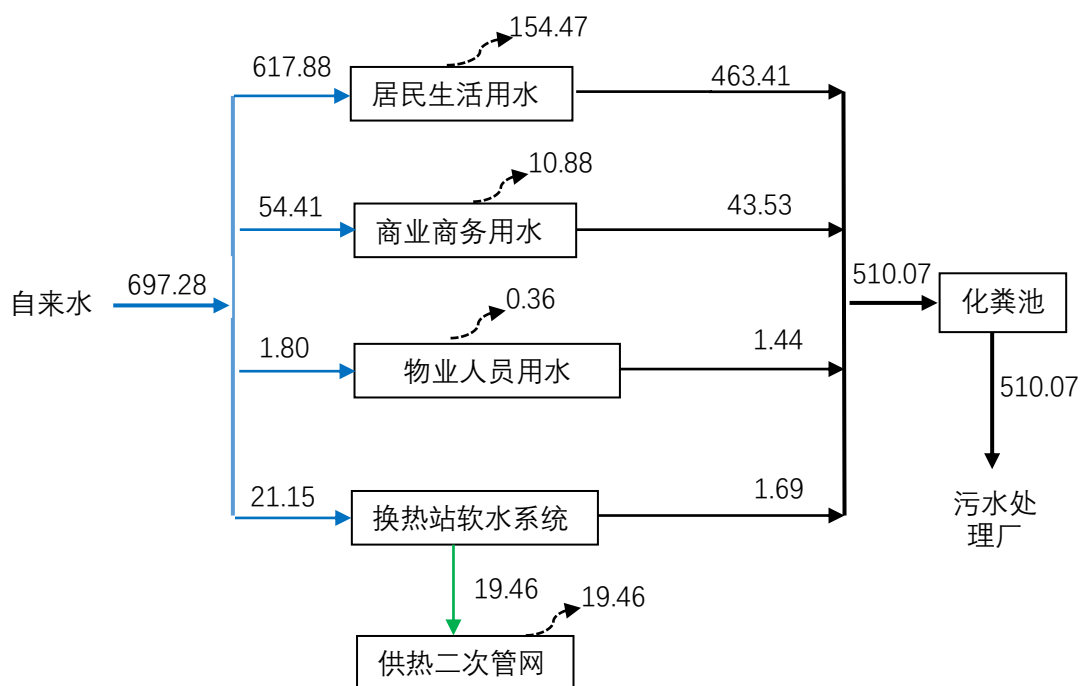 154.47
617.88
居民生活用水
463.41
10.88
54.41
商业商务用水
43.53
自来水
697.28
510.07
化粪池
0.36
1.80
物业人员用水
1.44
510.07
21.15
换热站软水系统
1.69
污水处
理厂
19.46
19.46
供热二次管网